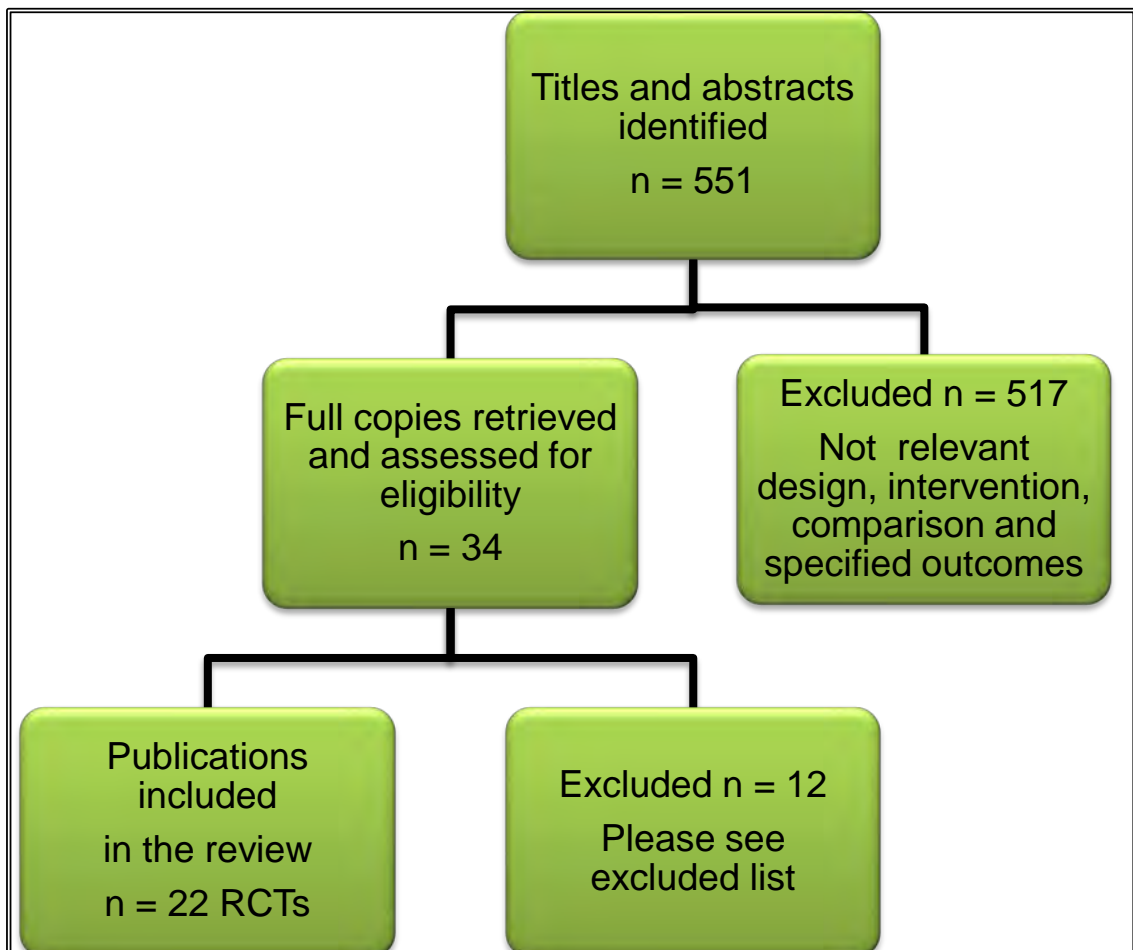 Titles and abstracts
identified
n = 551
Full copies retrieved
and assessed for
eligibility
n = 34
Excluded n = 517
Not relevant
design, intervention,
comparison and
specified outcomes
Publications
included
in the review
n = 22 RCTs
Excluded n = 12
Please see
excluded list